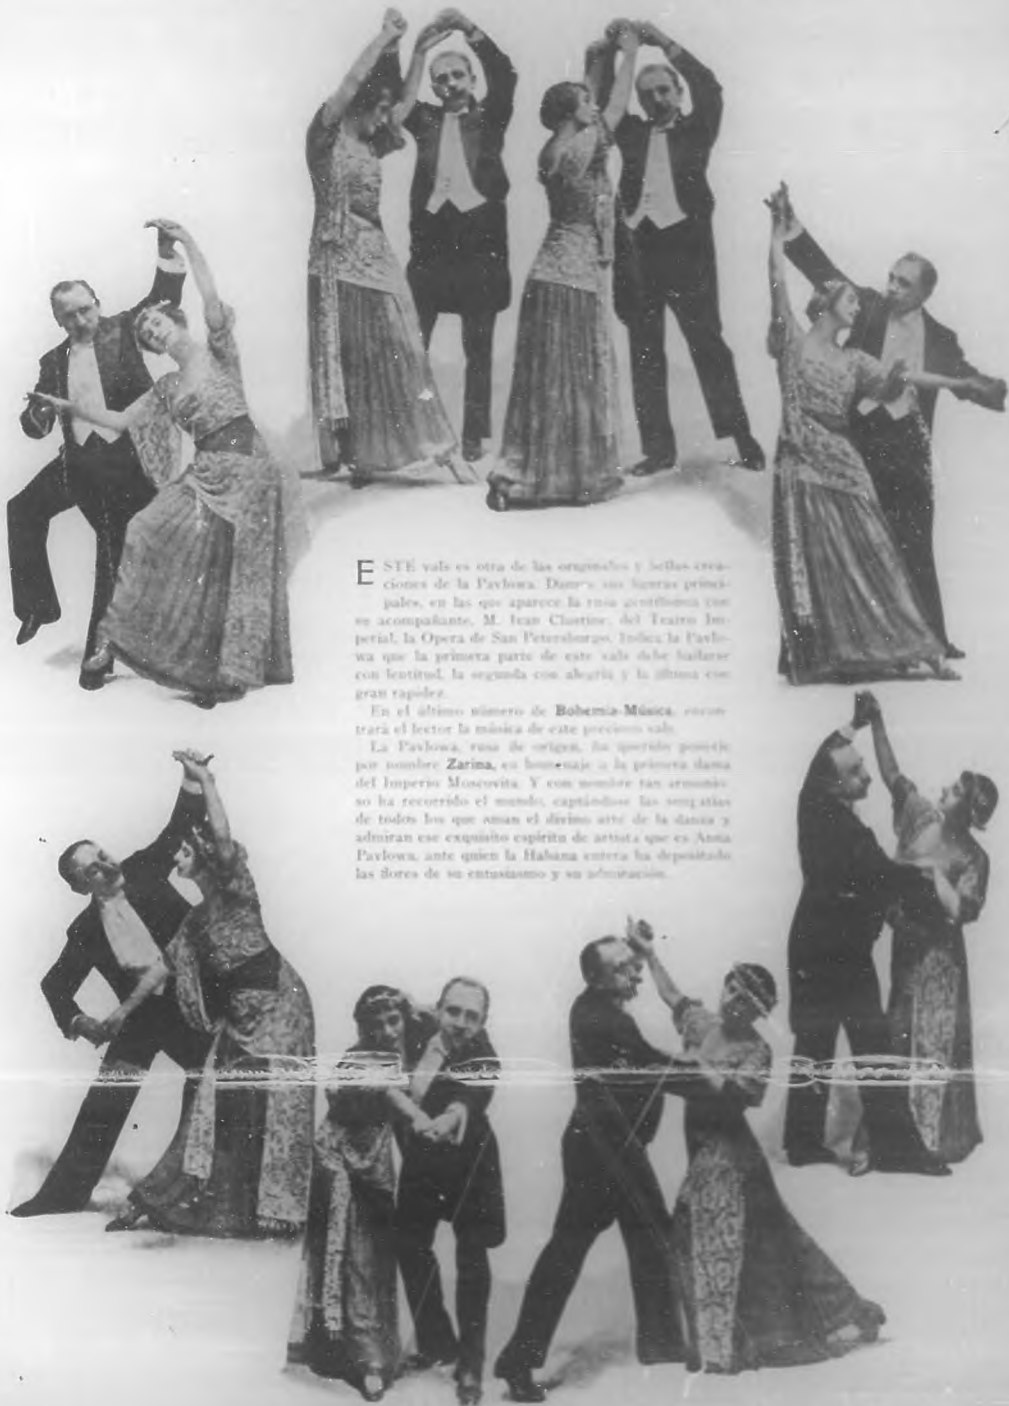 ESTE vals es otra de las originales y bellas crea-
ciones de la Pavlowa. Damos sus figuras princi-
pales, en las que aparece la rusa gentilísima con
su acompañante, M. Ivan Clustine, del Teatro Im-
perial, la Opera de San Petersburgo. Indica la Pavlo-
wa que la primera parte de este vals debe bailarse
con lentitud, la segunda con alegría y la última con
gran rapidez.
En el último número de Bohemia-Música, encon-
trará el lector la música de este precioso vals.
La Pavlowa, rusa de origen, ha querido ponerle
por nombre Zarina, en homenaje a la primera dama
del Imperio Moscovita. Y con nombre tan armonio-
so ha recorrido el mundo, captándose las simpatías
de todos los que aman el divino arte de la danza y
admiran ese exquisito espíritu de artista que es Anna
Pavlowa, ante quien la Habana entera ha depositado
las flores de su entusiasmo y su admiración.